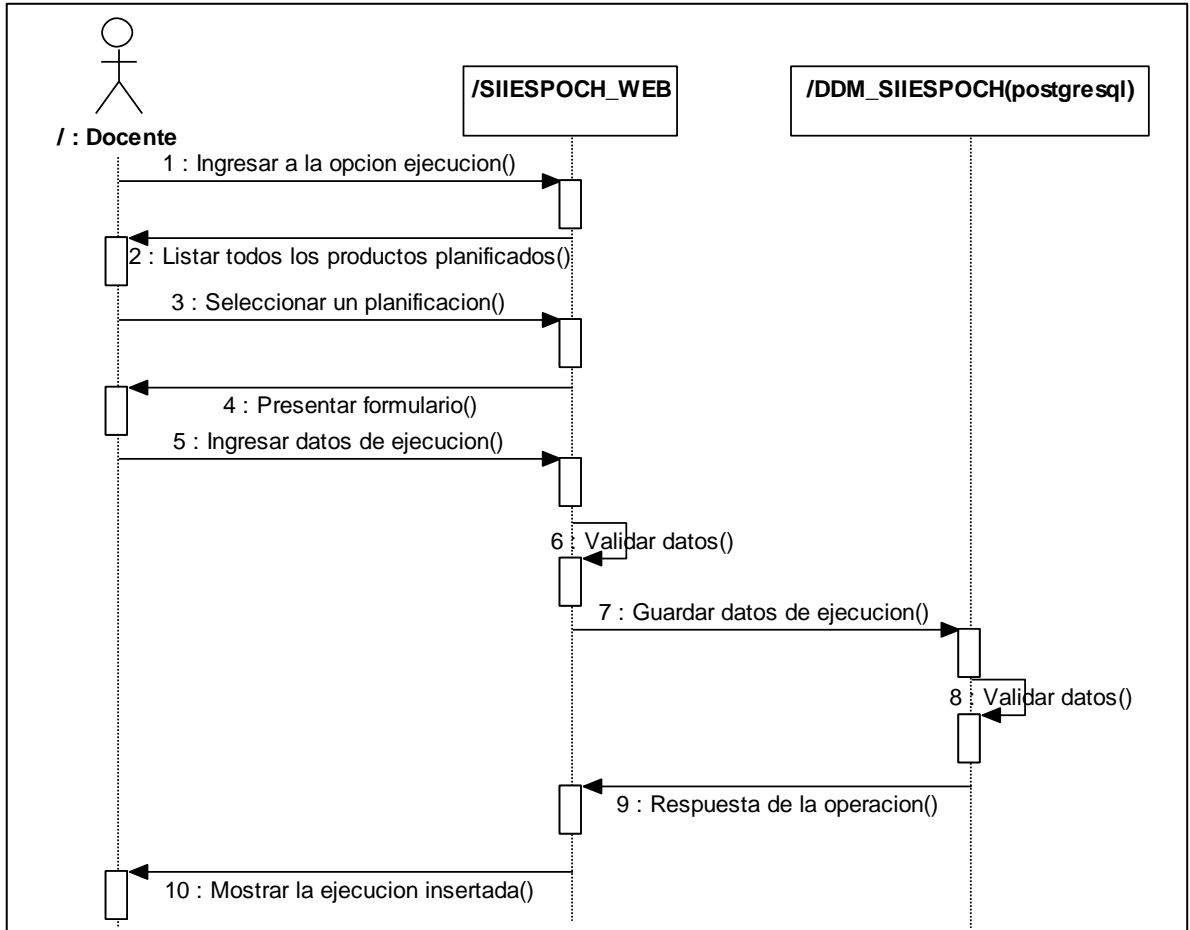 /SIIESPOCH_WEB
/DDM_SIIESPOCH(postgresql)
/ : Docente
1 : Ingresar a la opcion ejecucion()
2 : Listar todos los productos planificados()
3 : Seleccionar un planificacion()
4 : Presentar formulario()
5 : Ingresar datos de ejecucion()
6 : Validar datos()
7 : Guardar datos de ejecucion()
8 : Validar datos()
9 : Respuesta de la operacion()
10 : Mostrar la ejecucion insertada()